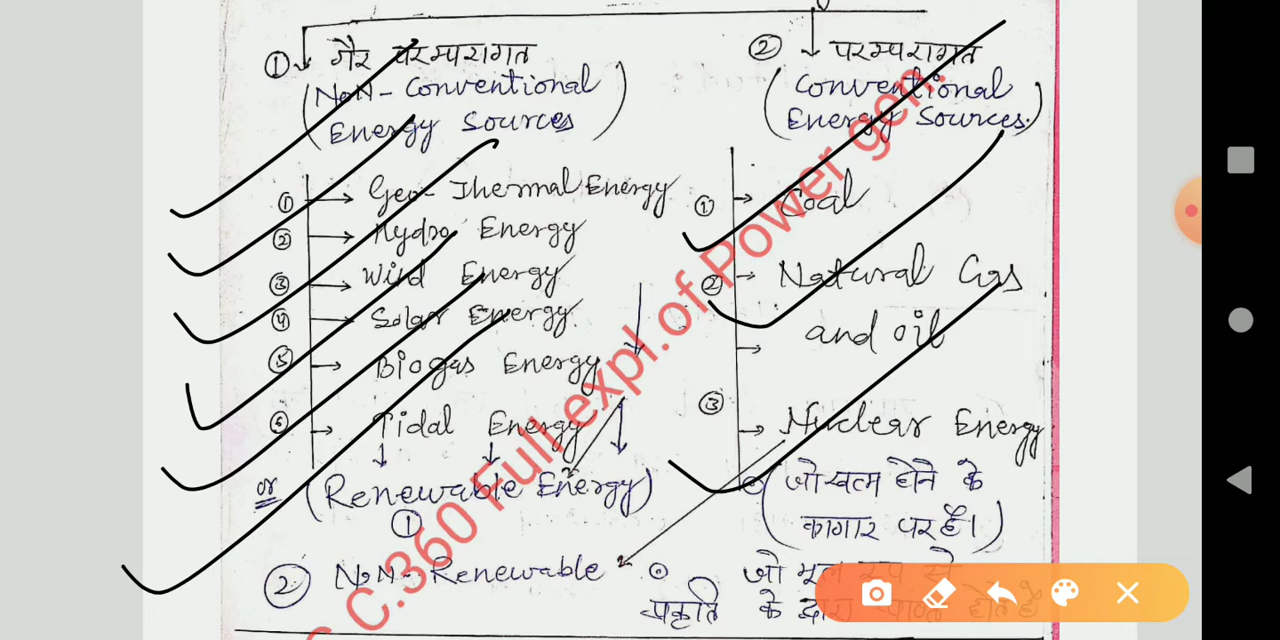 ① गैर परम्परागत
(NoN- Conventional
Energy Sources)
① → Geo- Thermal Energy
② → Hydro Energy
③ → Wind Energy
④ → Solar Energy
⑤ → Biogas Energy
⑥ → Tidal Energy
or (Renewable Energy)
①
② NoN- Renewable
② परम्परागत
(Conventional
Energy Sources.)
① → Coal
② → Natural Gas
→ and oil
③ → Nuclear Energy
(जो खत्म होने के
कागार पर है।)
जो
प्रकृति के द्वारा
C.360 Full expl.of Power gen.